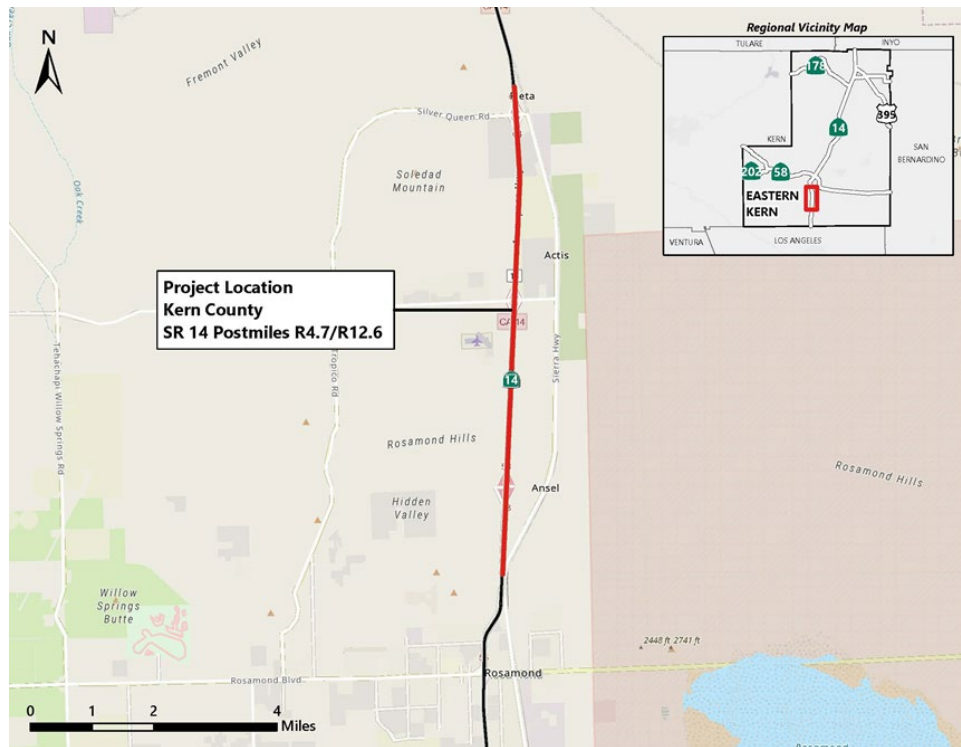 N
Fremont Valley
Silver Queen Rd
Soledad
Mountain
Oak Creek
Actis
Project Location
Kern County
SR 14 Postmiles R4.7/R12.6
CA 14
Sierra Hwy
Tropico Rd
Tehachapi Willow Springs Rd
14
Rosamond Hills
Rosamond Hills
Ansel
Hidden
Valley
Willow
Springs
Butte
2448 ft 2741 ft
Rosamond Blvd
Rosamond
0 1 2 4
Miles
Regional Vicinity Map
TULARE
INYO
178
395
14
KERN
SAN
BERNARDINO
202
58
EASTERN
KERN
VENTURA
LOS ANGELES